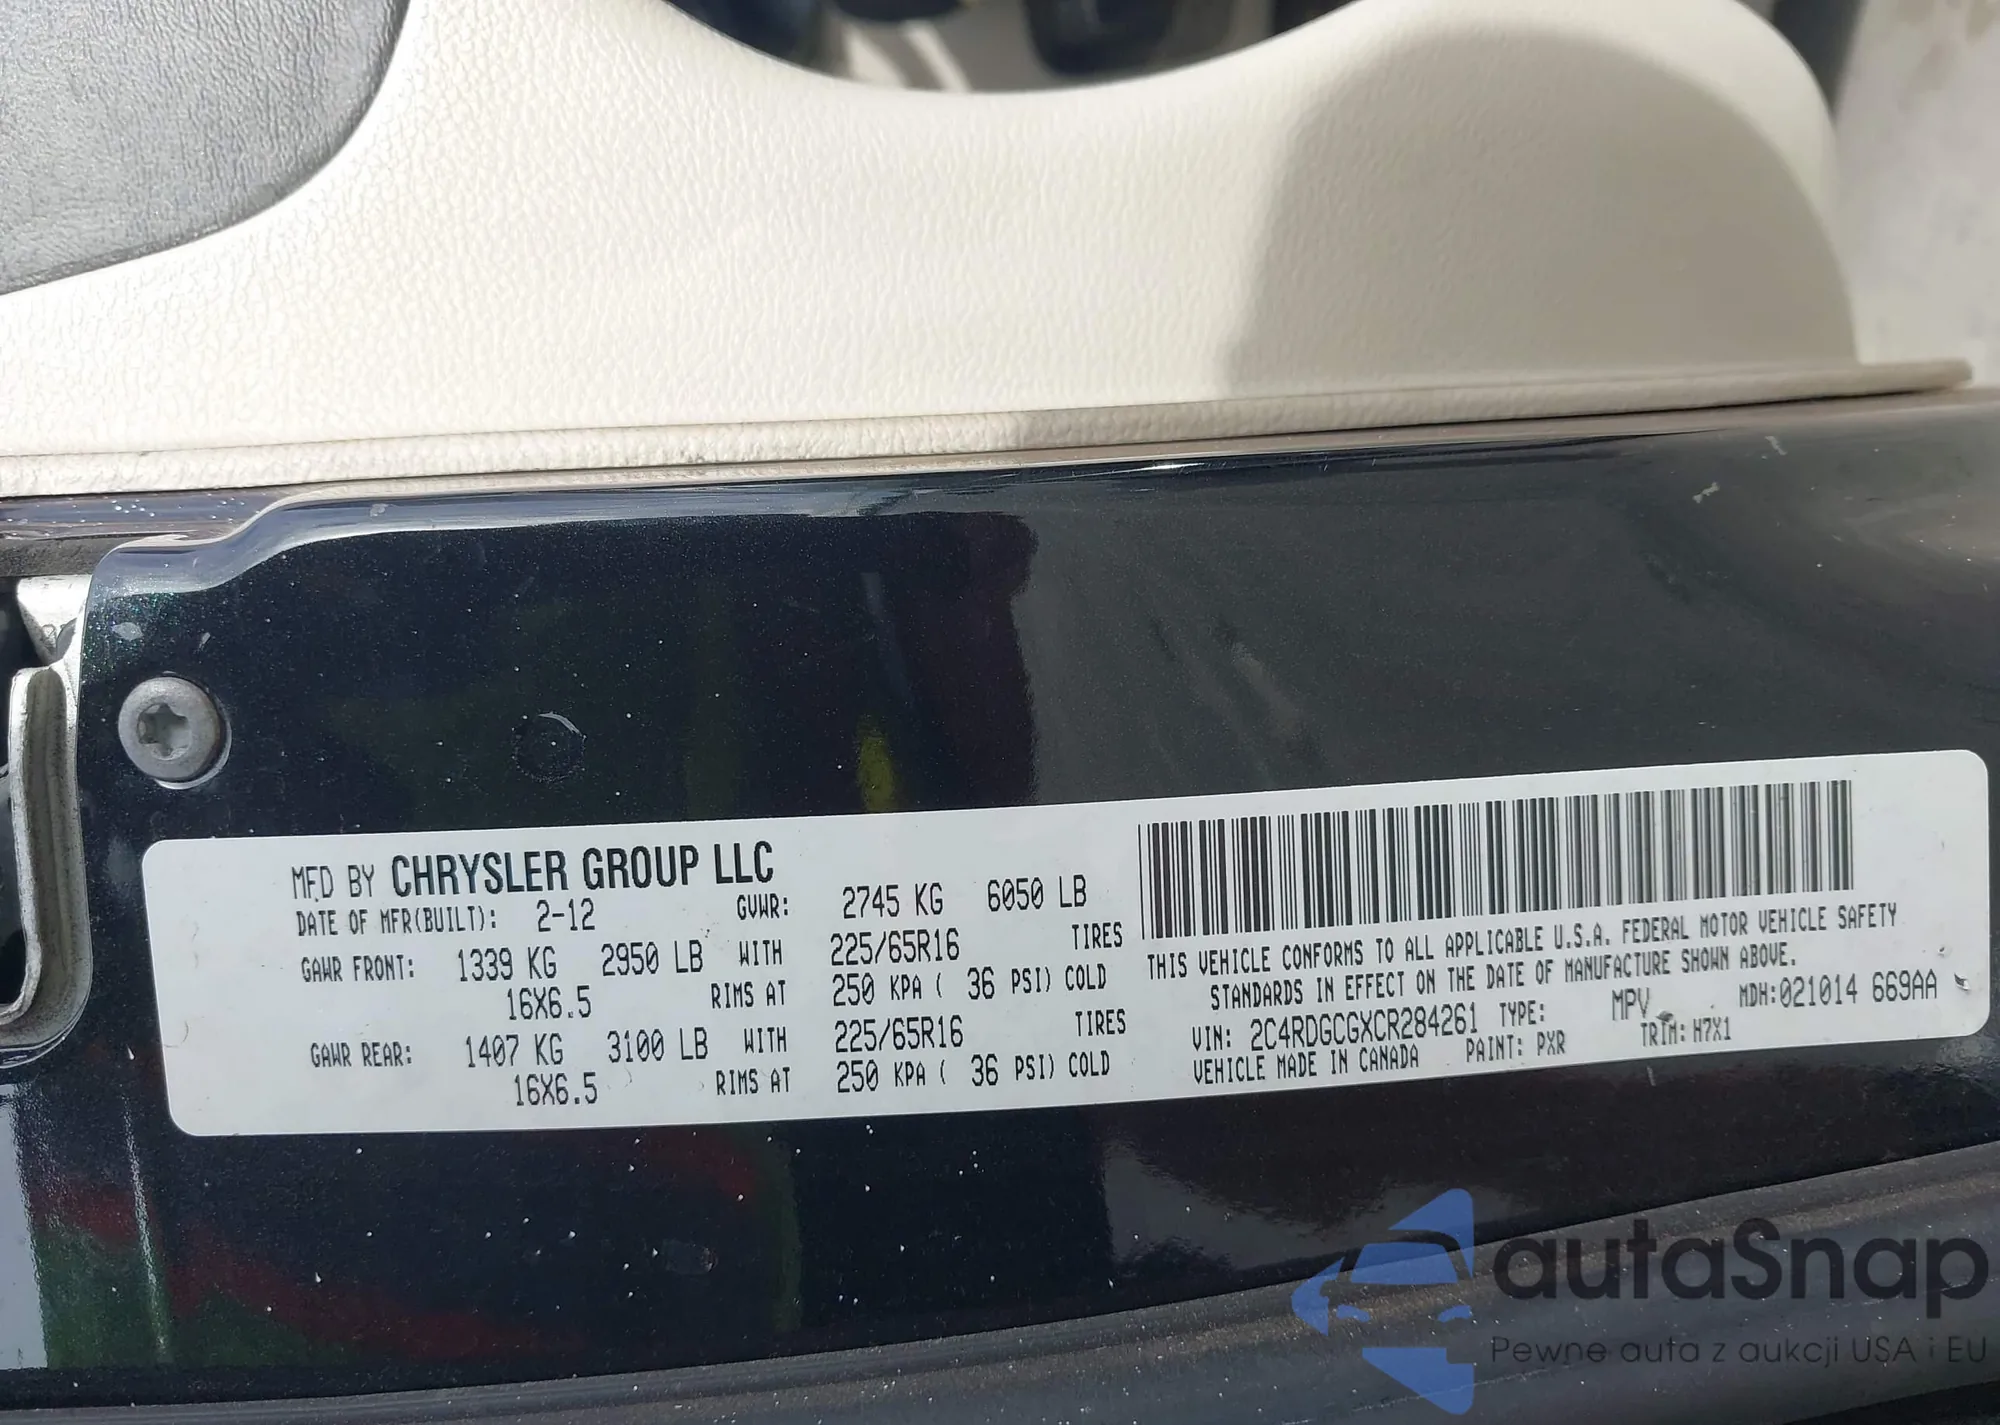 MFD BY CHRYSLER GROUP LLC
DATE OF MFR(BUILT): 2-12 GVWR: 2745 KG 6050 LB
GAWR FRONT: 1339 KG 2950 LB WITH 225/65R16 TIRES
16X6.5 RIMS AT 250 KPA ( 36 PSI) COLD
GAWR REAR: 1407 KG 3100 LB WITH 225/65R16 TIRES
16X6.5 RIMS AT 250 KPA ( 36 PSI) COLD
THIS VEHICLE CONFORMS TO ALL APPLICABLE U.S.A. FEDERAL MOTOR VEHICLE SAFETY
STANDARDS IN EFFECT ON THE DATE OF MANUFACTURE SHOWN ABOVE.
MDH:021014 669AA
VIN: 2C4RDGCGXCR284261 TYPE: MPV
VEHICLE MADE IN CANADA PAINT: PXR TRIM: H7X1
autaSnap
Pewne auta z aukcji USA i EU